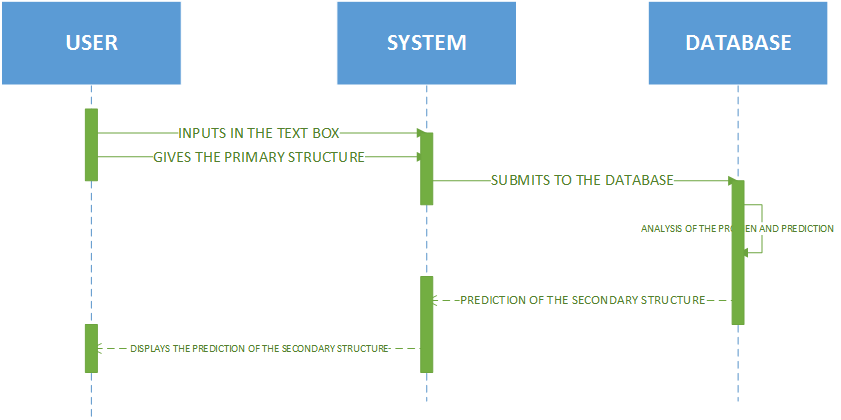 USER
SYSTEM
DATABASE
INPUTS IN THE TEXT BOX
GIVES THE PRIMARY STRUCTURE
SUBMITS TO THE DATABASE
ANALYSIS OF THE AND PREDICTION
PREDICTION OF THE SECONDARY STRUCTURE
DISPLAYS THE PREDICTION OF THE SECONDARY STRUCTURE